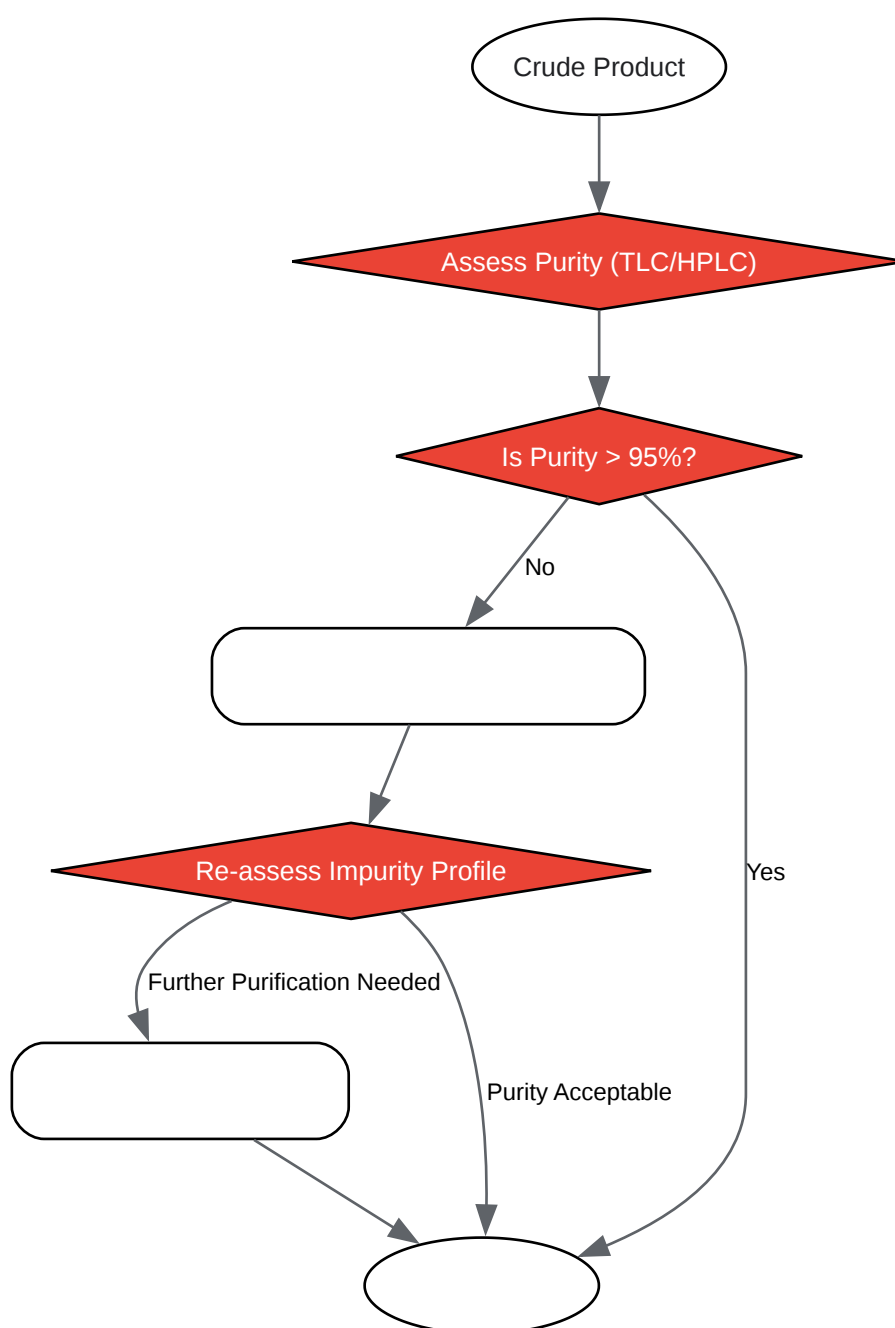 Crude Product
Assess Purity (TLC/HPLC)
Is Purity > 95%?
No
Re-assess Impurity Profile
Yes
Further Purification Needed
Purity Acceptable